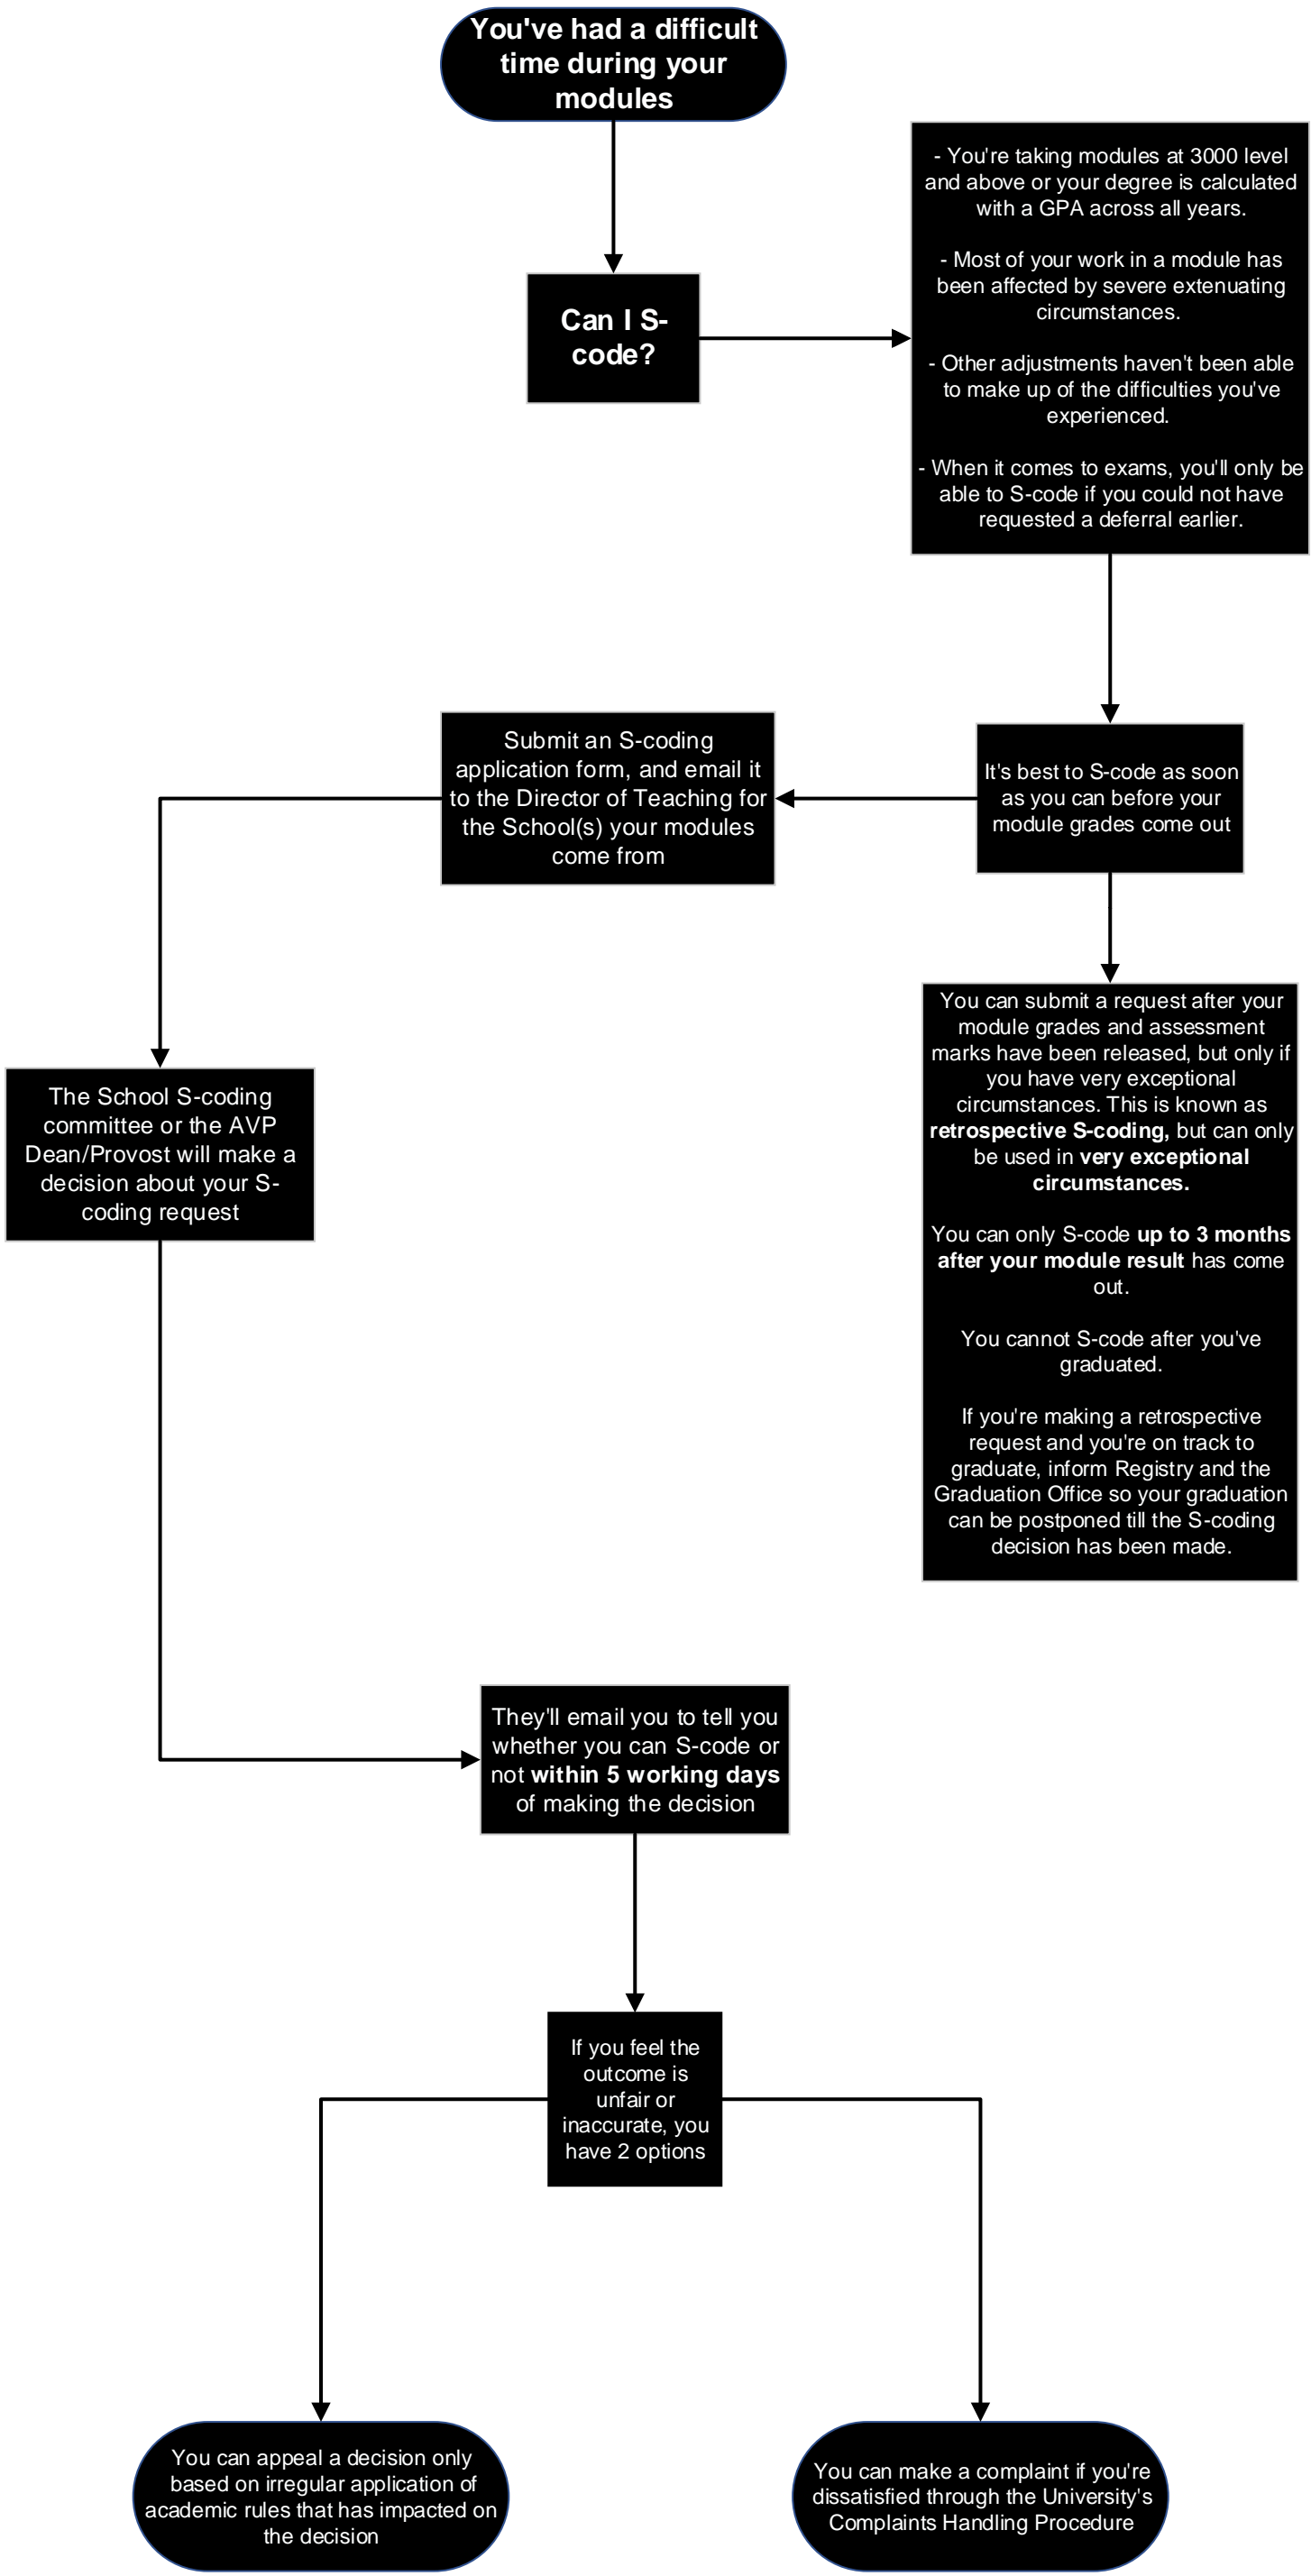 You've had a difficult
time during your
modules
Can I S-
code?
- You're taking modules at 3000 level
and above or your degree is calculated
with a GPA across all years.
- Most of your work in a module has
been affected by severe extenuating
circumstances.
- Other adjustments haven't been able
to make up of the difficulties you've
experienced.
- When it comes to exams, you'll only be
able to S-code if you could not have
requested a deferral earlier.
It's best to S-code as soon
as you can before your
module grades come out
Submit an S-coding
application form, and email it
to the Director of Teaching for
the School(s) your modules
come from
You can submit a request after your
module grades and assessment
marks have been released, but only if
you have very exceptional
circumstances. This is known as
retrospective S-coding, but can only
be used in very exceptional
circumstances.
You can only S-code up to 3 months
after your module result has come
out.
You cannot S-code after you've
graduated.
If you're making a retrospective
request and you're on track to
graduate, inform Registry and the
Graduation Office so your graduation
can be postponed till the S-coding
decision has been made.
The School S-coding
committee or the AVP
Dean/Provost will make a
decision about your S-
coding request
They'll email you to tell you
whether you can S-code or
not within 5 working days
of making the decision
If you feel the
outcome is
unfair or
inaccurate, you
have 2 options
You can appeal a decision only
based on irregular application of
academic rules that has impacted on
the decision
You can make a complaint if you're
dissatisfied through the University's
Complaints Handling Procedure